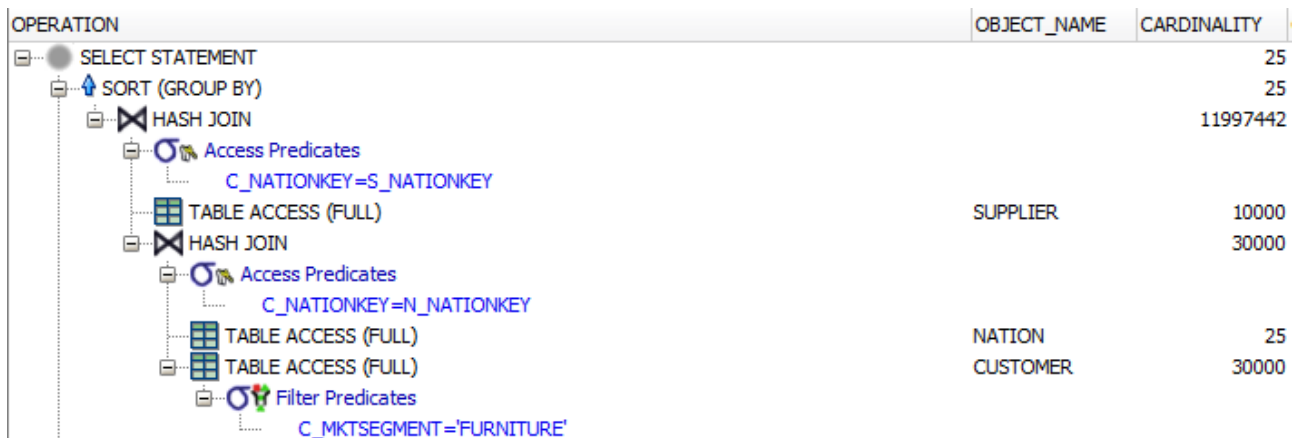 OPERATION OBJECT_NAME CARDINALITY
SELECT STATEMENT 25
SORT (GROUP BY) 25
HASH JOIN 11997442
Access Predicates
C_NATIONKEY=S_NATIONKEY
TABLE ACCESS (FULL) SUPPLIER 10000
HASH JOIN 30000
Access Predicates
C_NATIONKEY=N_NATIONKEY
TABLE ACCESS (FULL) NATION 25
TABLE ACCESS (FULL) CUSTOMER 30000
Filter Predicates
C_MKTSEGMENT='FURNITURE'